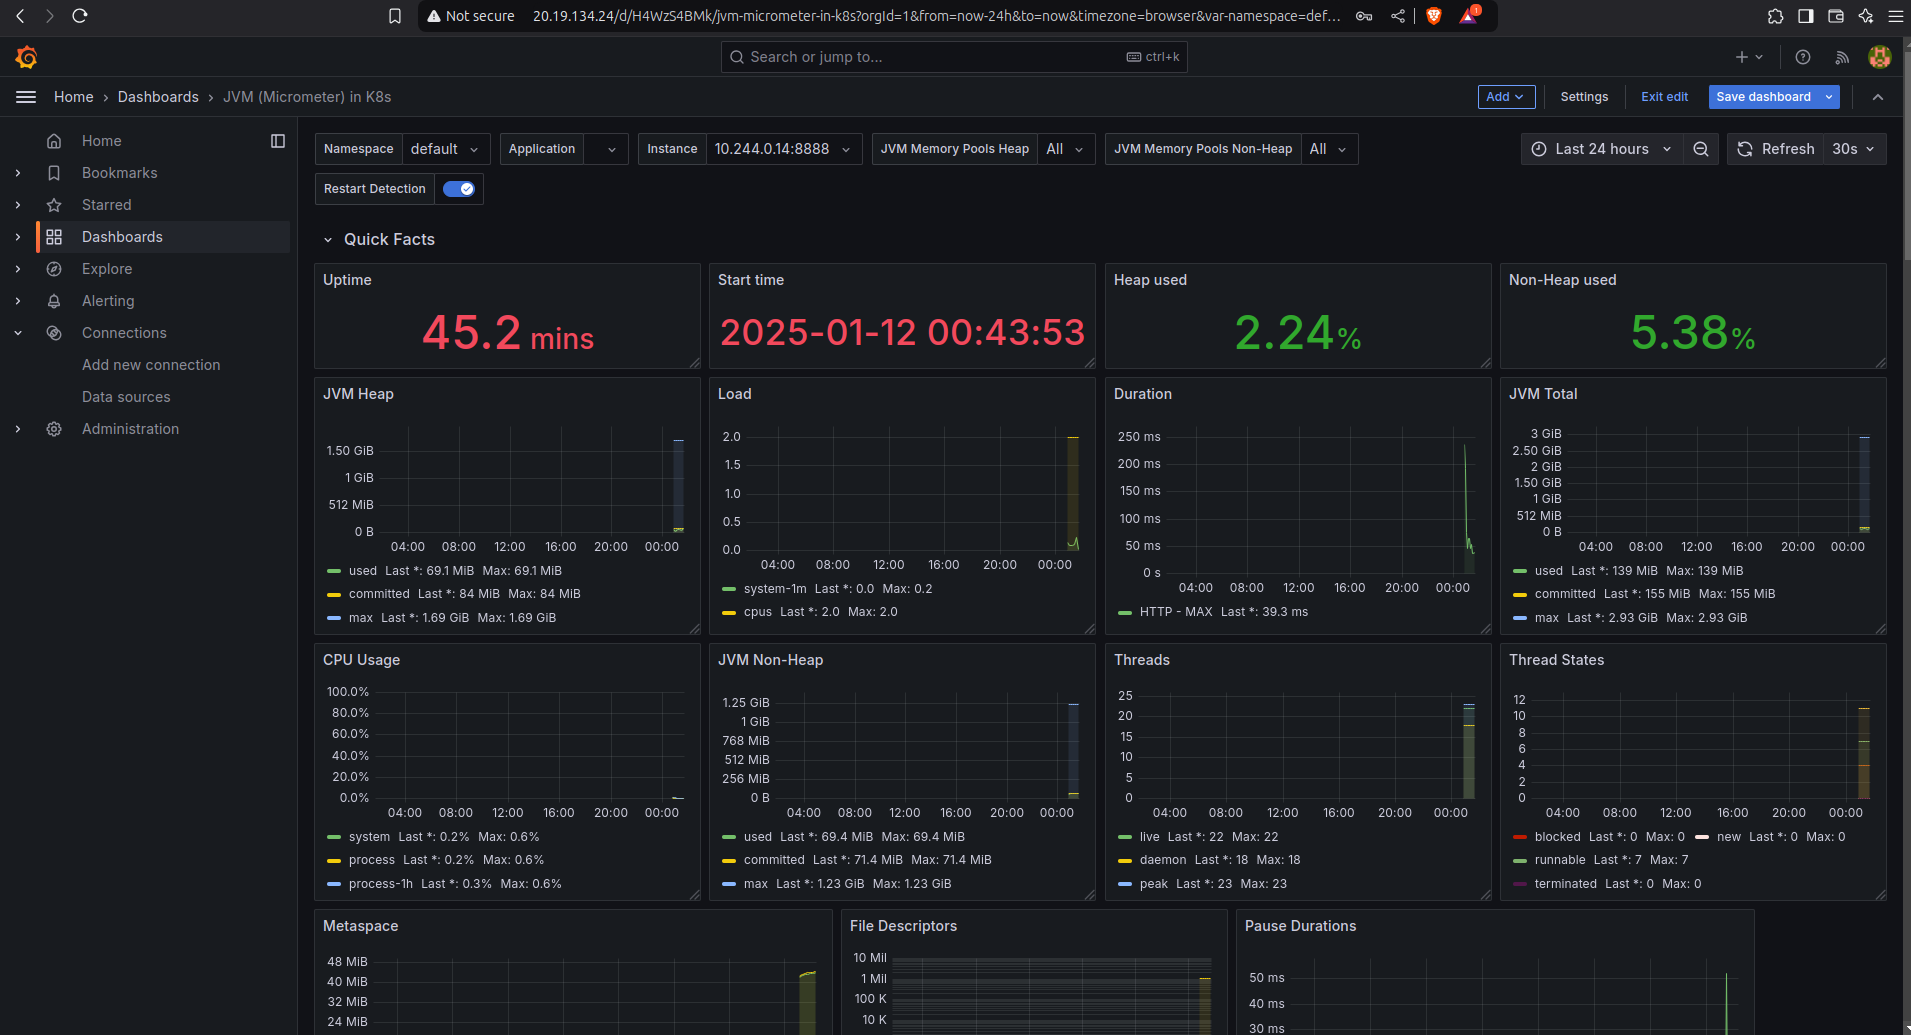 Not secure 20.19.134.24/d/H4WzS4BMk/jvm-micrometer-in-k8s?orgId=1&from=now-24h&to=now&timezone=browser&var-namespace=def... 1
Search or jump to... ctrl+k
Home › Dashboards › JVM (Micrometer) in K8s Add Settings Exit edit Save dashboard
Home
Bookmarks
Starred
Dashboards
Explore
Alerting
Connections
Add new connection
Data sources
Administration
Namespace default Application Instance 10.244.0.14:8888 JVM Memory Pools Heap All JVM Memory Pools Non-Heap All Last 24 hours Refresh 30s
Restart Detection
Quick Facts
Uptime
45.2 mins
Start time
2025-01-12 00:43:53
Heap used
2.24%
Non-Heap used
5.38%
JVM Heap
1.50 GiB
1 GiB
512 MiB
0 B
04:00 08:00 12:00 16:00 20:00 00:00
used Last *: 69.1 MiB Max: 69.1 MiB
committed Last *: 84 MiB Max: 84 MiB
max Last *: 1.69 GiB Max: 1.69 GiB
Load
2.0
1.5
1.0
0.5
0.0
04:00 08:00 12:00 16:00 20:00 00:00
system-1m Last *: 0.0 Max: 0.2
cpus Last *: 2.0 Max: 2.0
Duration
250 ms
200 ms
150 ms
100 ms
50 ms
0 s
04:00 08:00 12:00 16:00 20:00 00:00
HTTP - MAX Last *: 39.3 ms
JVM Total
3 GiB
2.50 GiB
2 GiB
1.50 GiB
1 GiB
512 MiB
0 B
04:00 08:00 12:00 16:00 20:00 00:00
used Last *: 139 MiB Max: 139 MiB
committed Last *: 155 MiB Max: 155 MiB
max Last *: 2.93 GiB Max: 2.93 GiB
CPU Usage
100.0%
80.0%
60.0%
40.0%
20.0%
0.0%
04:00 08:00 12:00 16:00 20:00 00:00
system Last *: 0.2% Max: 0.6%
process Last *: 0.2% Max: 0.6%
process-1h Last *: 0.3% Max: 0.6%
JVM Non-Heap
1.25 GiB
1 GiB
768 MiB
512 MiB
256 MiB
0 B
04:00 08:00 12:00 16:00 20:00 00:00
used Last *: 69.4 MiB Max: 69.4 MiB
committed Last *: 71.4 MiB Max: 71.4 MiB
max Last *: 1.23 GiB Max: 1.23 GiB
Threads
25
20
15
10
5
0
04:00 08:00 12:00 16:00 20:00 00:00
live Last *: 22 Max: 22
daemon Last *: 18 Max: 18
peak Last *: 23 Max: 23
Thread States
12
10
8
6
4
2
0
04:00 08:00 12:00 16:00 20:00 00:00
blocked Last *: 0 Max: 0 new Last *: 0 Max: 0
runnable Last *: 7 Max: 7
terminated Last *: 0 Max: 0
Metaspace
48 MiB
40 MiB
32 MiB
24 MiB
File Descriptors
10 Mil
1 Mil
100 K
10 K
Pause Durations
50 ms
40 ms
30 ms